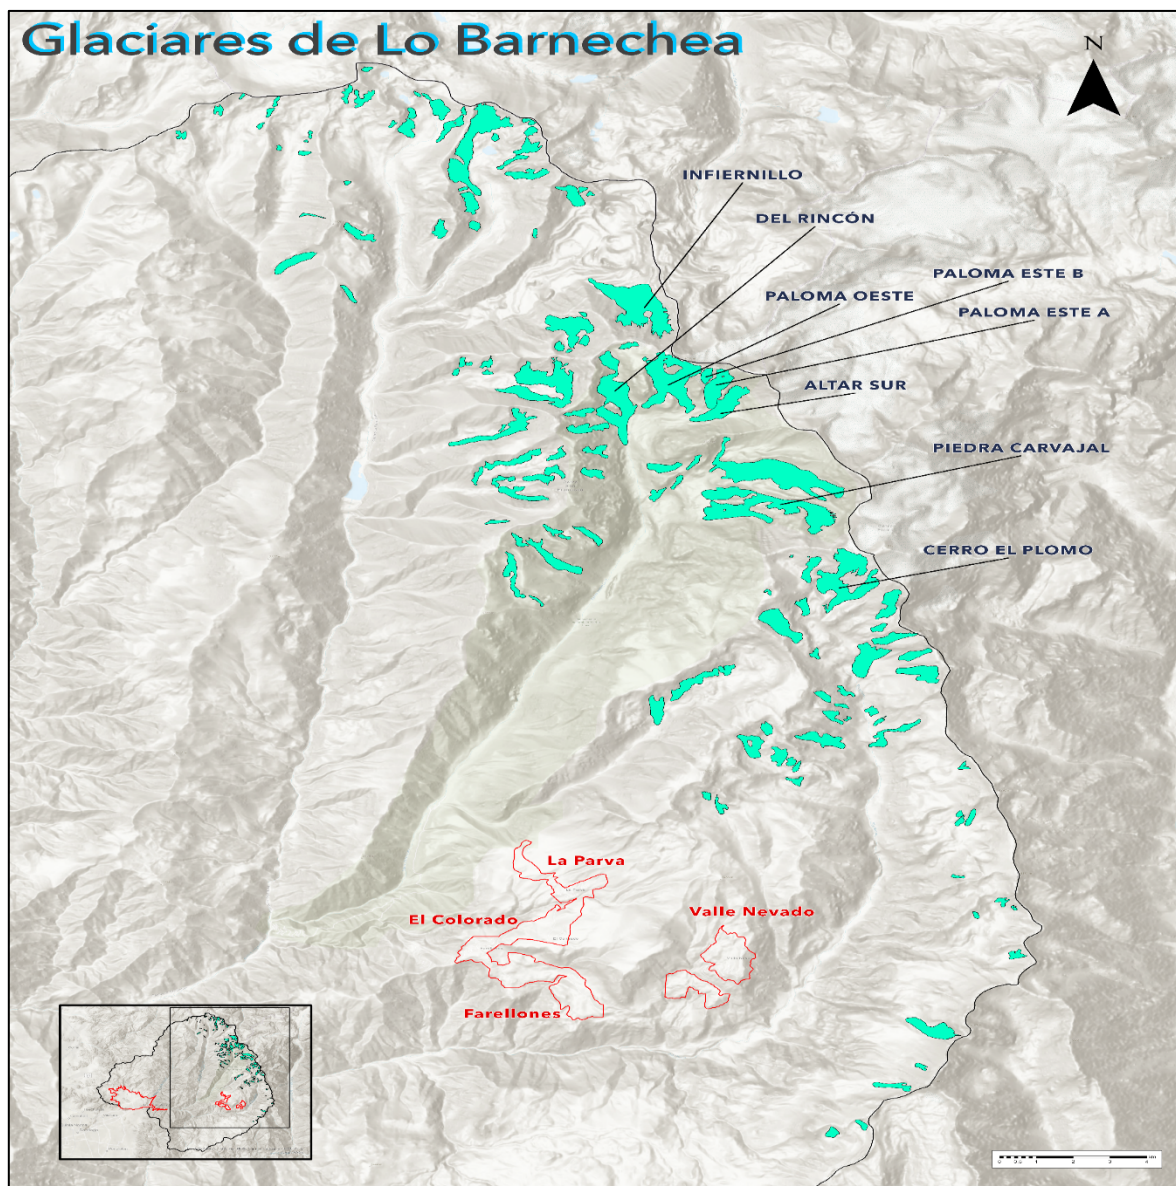 Glaciares de Lo Barnechea
N
INFIERNILLO
DEL RINCÓN
PALOMA ESTE B
PALOMA OESTE
PALOMA ESTE A
ALTAR SUR
PIEDRA CARVAJAL
CERRO EL PLOMO
La Parva
El Colorado
Valle Nevado
Farellones